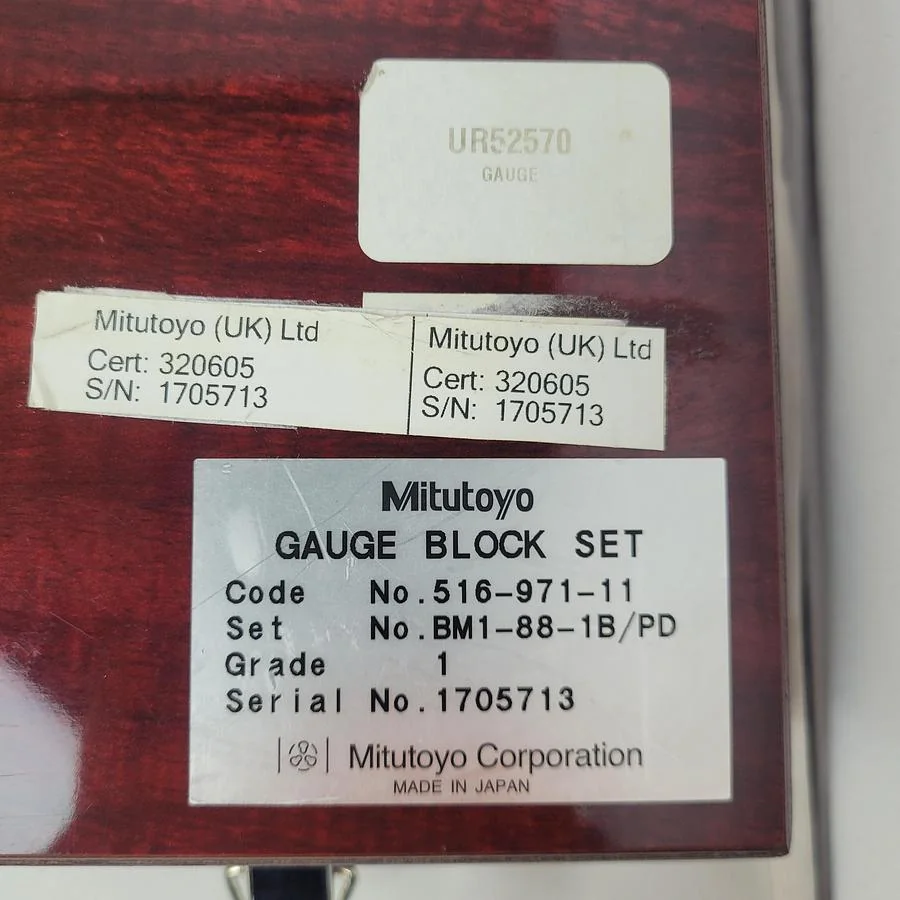 UR52570
GAUGE
Mitutoyo (UK) Ltd
Cert: 320605
S/N: 1705713
Mitutoyo (UK) Ltd
Cert: 320605
S/N: 1705713
Mitutoyo
GAUGE BLOCK SET
Code No.516-971-11
Set No.BM1-88-1B/PD
Grade 1
Serial No.1705713
Mitutoyo Corporation
MADE IN JAPAN